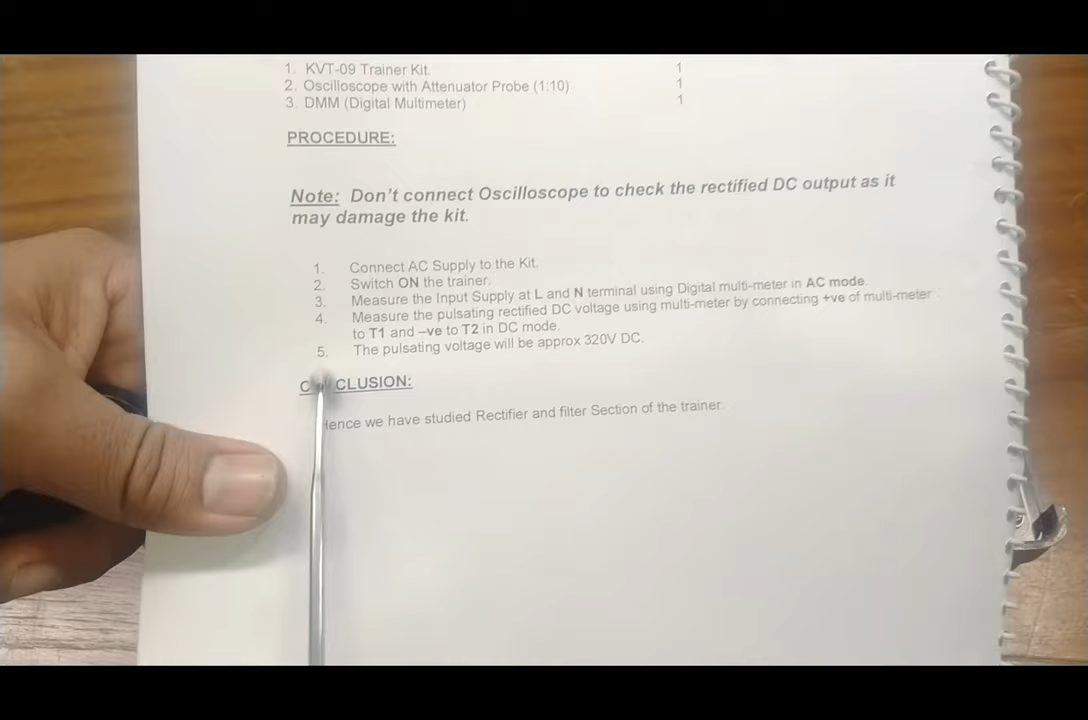 1. KVT-09 Trainer Kit. 1
2. Oscilloscope with Attenuator Probe (1:10) 1
3. DMM (Digital Multimeter) 1
PROCEDURE:
Note: Don't connect Oscilloscope to check the rectified DC output as it
may damage the kit.
1. Connect AC Supply to the Kit.
2. Switch ON the trainer.
3. Measure the Input Supply at L and N terminal using Digital multi-meter in AC mode.
4. Measure the pulsating rectified DC voltage using multi-meter by connecting +ve of multi-meter
to T1 and –ve to T2 in DC mode.
5. The pulsating voltage will be approx 320V DC.
C CLUSION:
Hence we have studied Rectifier and filter Section of the trainer.